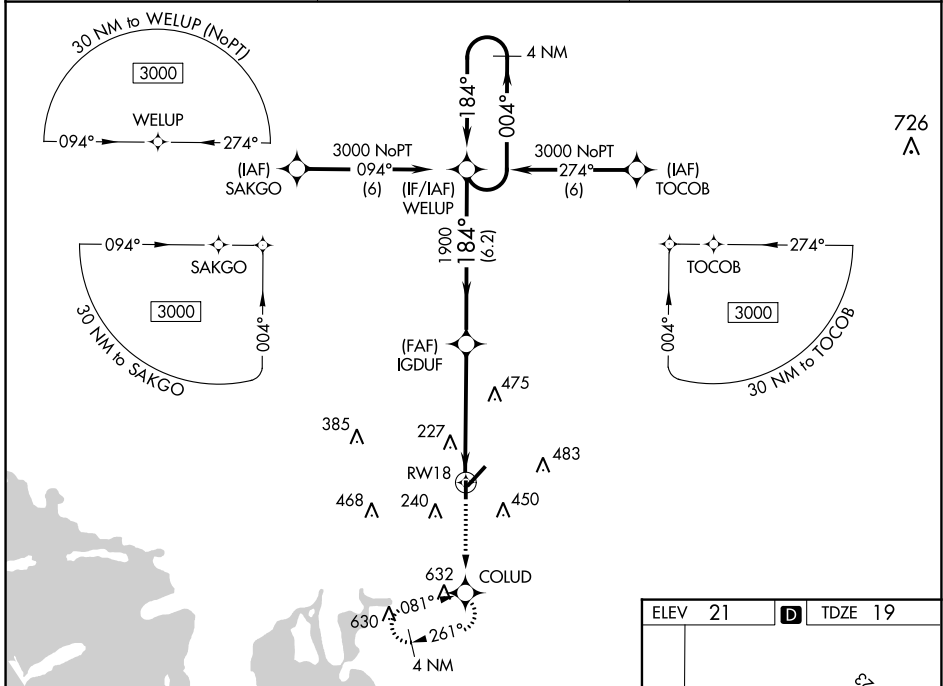 30 NM to WELUP (NoPT)
3000
WELUP
094°
274°
4 NM
184°
004°
726
3000 NoPT
094°
(6)
(IAF)
SAKGO
(IF/IAF)
WELUP
3000 NoPT
274°
(6)
(IAF)
TOCOB
1900
184°
(6.2)
094°
SAKGO
3000
004°
30 NM to SAKGO
274°
TOCOB
3000
004°
30 NM to TOCOB
(FAF)
IGDUF
475
385
227
483
RW18
468
240
450
632
COLUD
630
081°
261°
4 NM
ELEV 21
D
TDZE 19